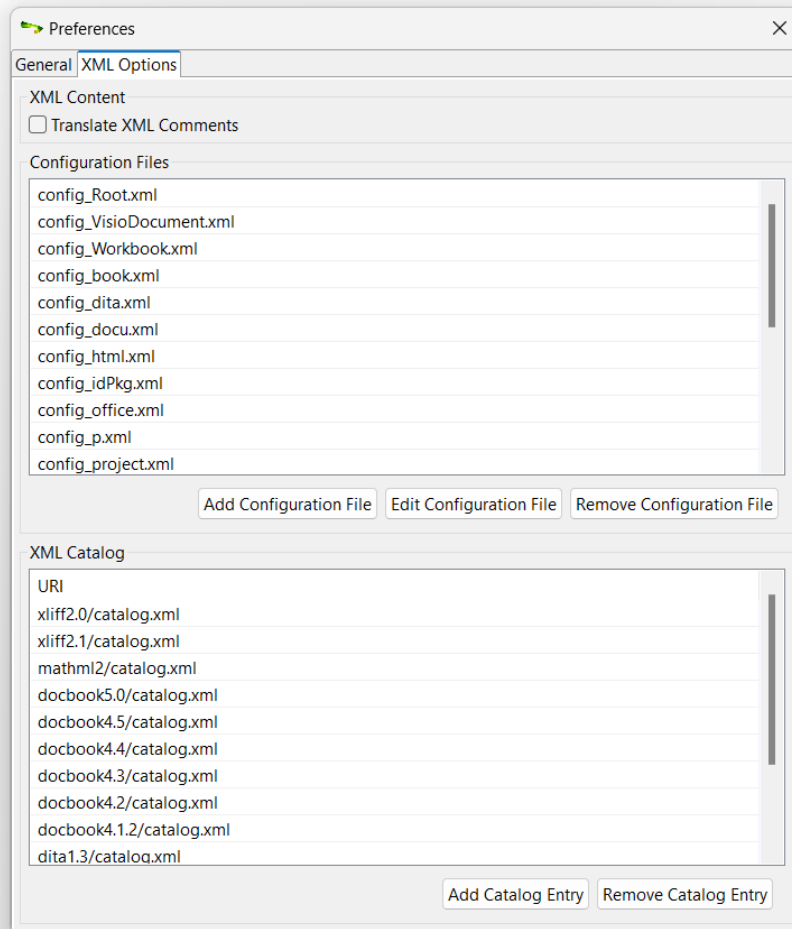 Preferences
General XML Options
XML Content
Translate XML Comments
Configuration Files
config_Root.xml
config_VisioDocument.xml
config_Workbook.xml
config_book.xml
config_dita.xml
config_docu.xml
config_html.xml
config_idPkg.xml
config_office.xml
config_p.xml
config_project.xml
Add Configuration File Edit Configuration File Remove Configuration File
XML Catalog
URI
xliff2.0/catalog.xml
xliff2.1/catalog.xml
mathml2/catalog.xml
docbook5.0/catalog.xml
docbook4.5/catalog.xml
docbook4.4/catalog.xml
docbook4.3/catalog.xml
docbook4.2/catalog.xml
docbook4.1.2/catalog.xml
dita1.3/catalog.xml
Add Catalog Entry Remove Catalog Entry